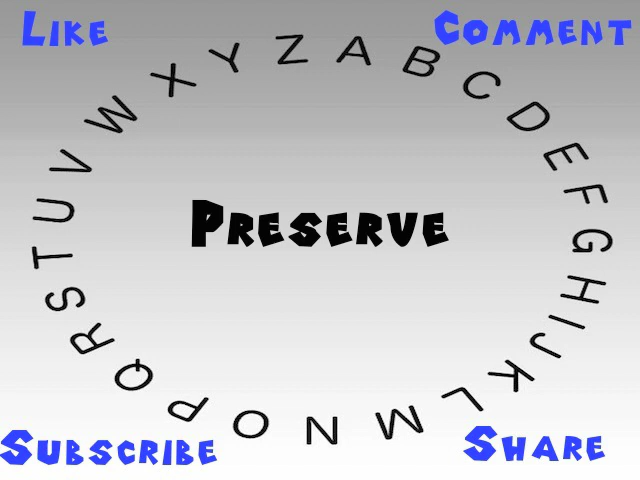 Like
Comment
A B C D E F G H I J K L M N O P Q R S T U V W X Y Z
Preserve
Subscribe
Share